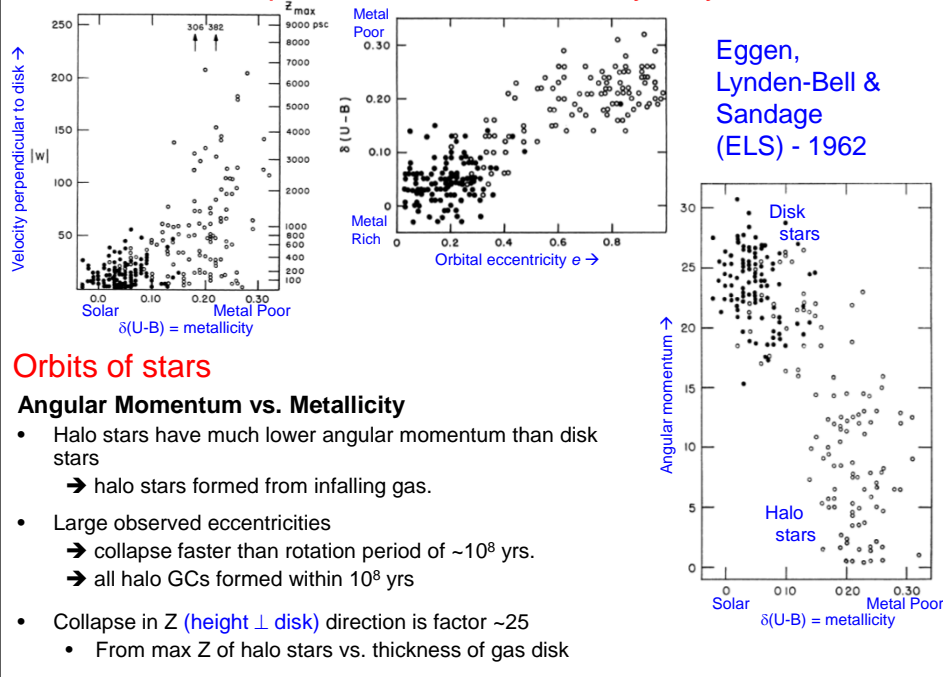 Z max
260
306 382
9000 psc
8000
7000
200
6000
5000
150
4000
|W|
3000
100
2000
50
1000
800
600
400
200
100
0.0 0.10 0.20 0.30
Solar Metal Poor
δ(U-B) = metallicity
Velocity perpendicular to disk →
Metal
Poor
0.30
0.20
δ (U-B)
0.10
0
Metal
Rich
0 0.2 0.4 0.6 0.8
Orbital eccentricity e →
Eggen,
Lynden-Bell &
Sandage
(ELS) - 1962
30
Disk
stars
25
20
Angular momentum →
15
10
5
Halo
stars
0
0 0.10 0.20 0.30
Solar Metal Poor
δ(U-B) = metallicity
Orbits of stars
Angular Momentum vs. Metallicity
• Halo stars have much lower angular momentum than disk
stars
➔ halo stars formed from infalling gas.
• Large observed eccentricities
➔ collapse faster than rotation period of ~10⁸ yrs.
➔ all halo GCs formed within 10⁸ yrs
• Collapse in Z (height ⊥ disk) direction is factor ~25
• From max Z of halo stars vs. thickness of gas disk